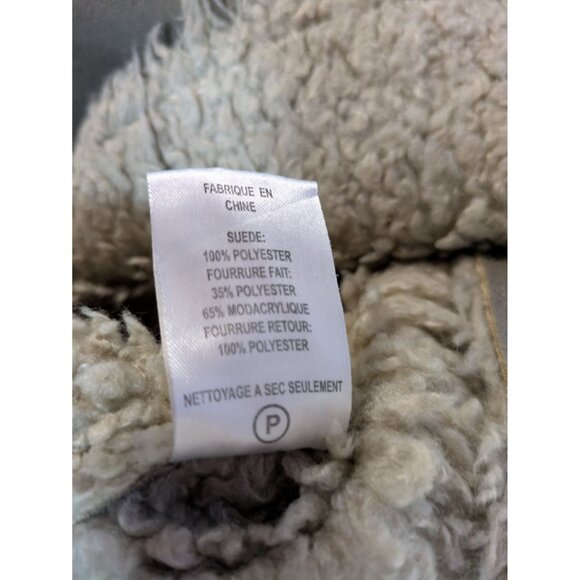 FABRIQUE EN
CHINE
SUEDE:
100% POLYESTER
FOURRURE FAIT:
35% POLYESTER
65% MODACRYLIQUE
FOURRURE RETOUR:
100% POLYESTER
NETTOYAGE A SEC SEULEMENT
P